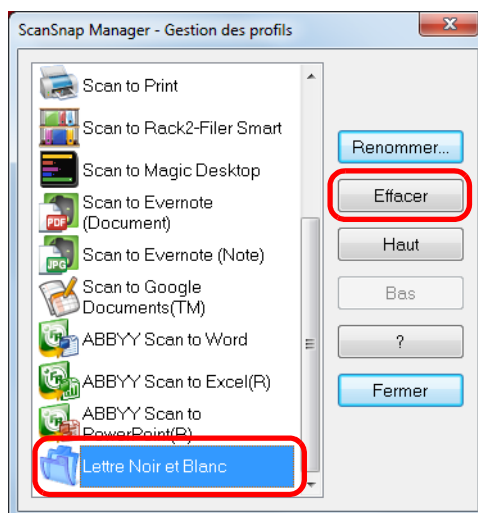 ScanSnap Manager - Gestion des profils
Scan to Print
Scan to Rack2-Filer Smart
Scan to Magic Desktop
Scan to Evernote
(Document)
Scan to Evernote (Note)
Scan to Google
Documents(TM)
ABBYY Scan to Word
ABBYY Scan to Excel(R)
ABBYY Scan to
PowerPoint(R)
Lettre Noir et Blanc
Renommer...
Effacer
Haut
Bas
?
Fermer
PDF
JPG